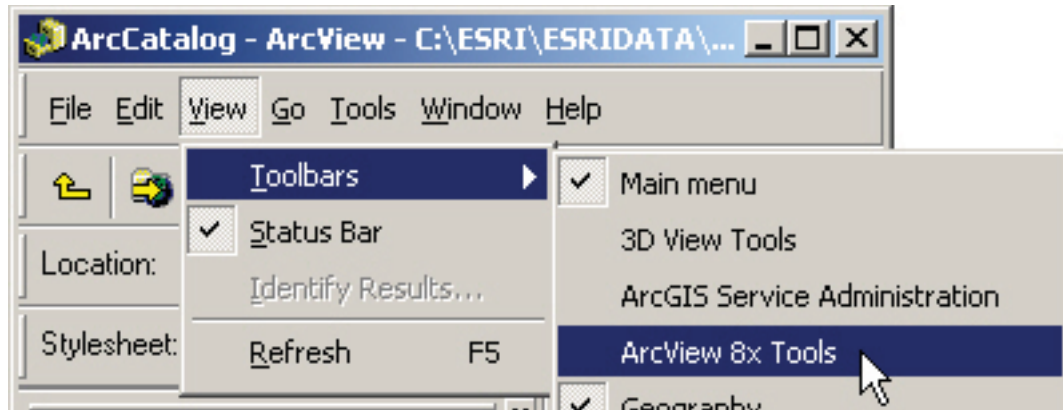 ArcCatalog - ArcView - C:\ESRI\ESRIDATA\...
File Edit View Go Tools Window Help
Toolbars
Status Bar
Identify Results...
Refresh F5
Location:
Stylesheet:
Main menu
3D View Tools
ArcGIS Service Administration
ArcView 8x Tools
Geography